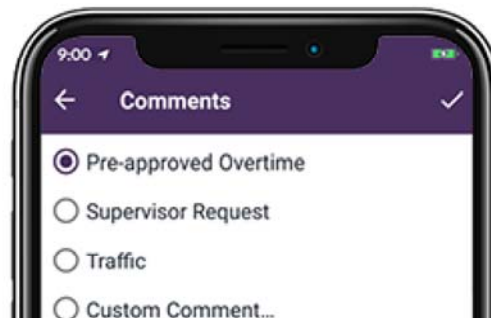 9:00
Comments
Pre-approved Overtime
Supervisor Request
Traffic
Custom Comment...